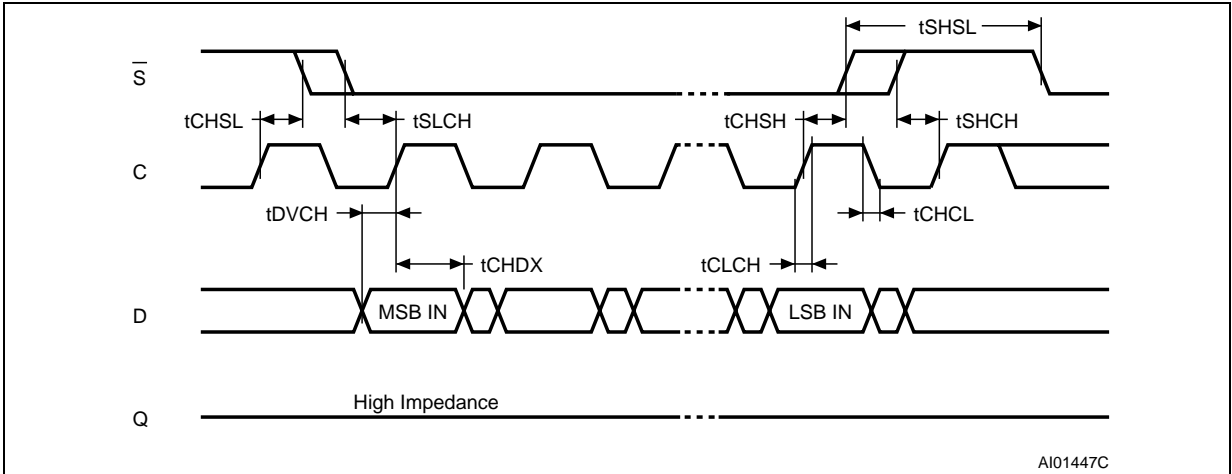 tSHSL
S̅
tCHSL
tSLCH
tCHSH
tSHCH
C
tDVCH
tCHCL
tCHDX
tCLCH
D
MSB IN
LSB IN
High Impedance
Q
AI01447C